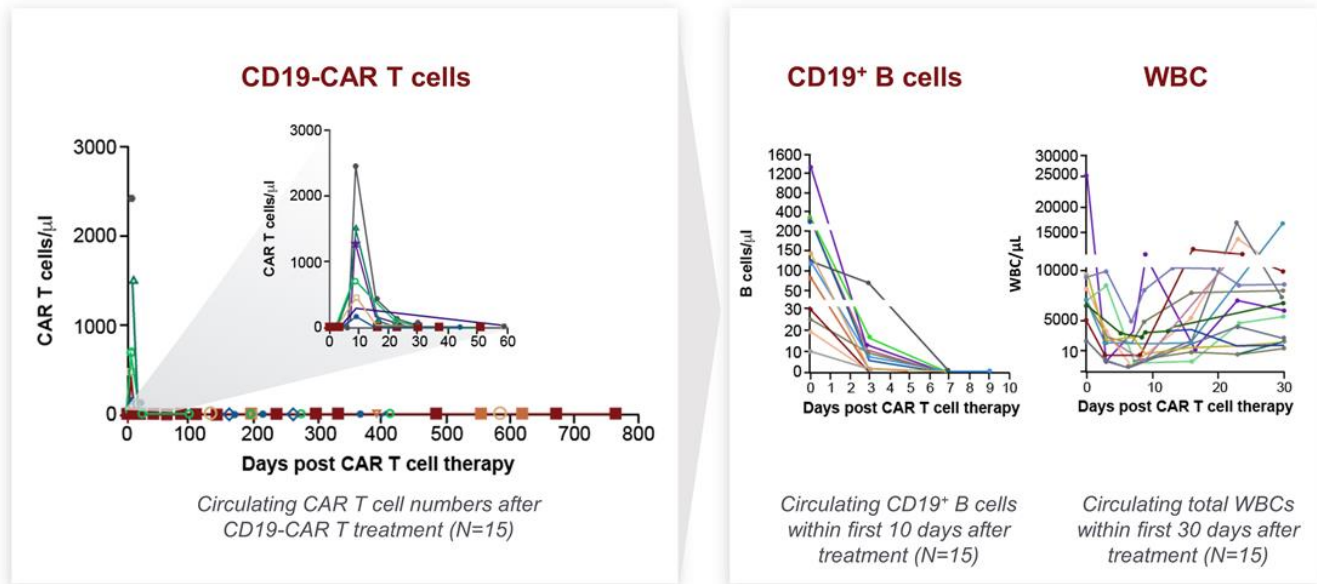 CD19-CAR T cells
3000
2000
1000
0
CAR T cells/μl
0 100 200 300 400 500 600 700 800
Days post CAR T cell therapy
3000
2000
1000
0
CAR T cells/μl
0 10 20 30 40 50 60
Circulating CAR T cell numbers after
CD19-CAR T treatment (N=15)
CD19⁺ B cells
1600
1200
800
400
200
150
100
50
30
20
10
0
B cells/μl
0 1 2 3 4 5 6 7 8 9 10
Days post CAR T cell therapy
Circulating CD19⁺ B cells
within first 10 days after
treatment (N=15)
WBC
30000
25000
20000
15000
10000
5000
10
WBC/μL
0 10 20 30
Days post CAR T cell therapy
Circulating total WBCs
within first 30 days after
treatment (N=15)